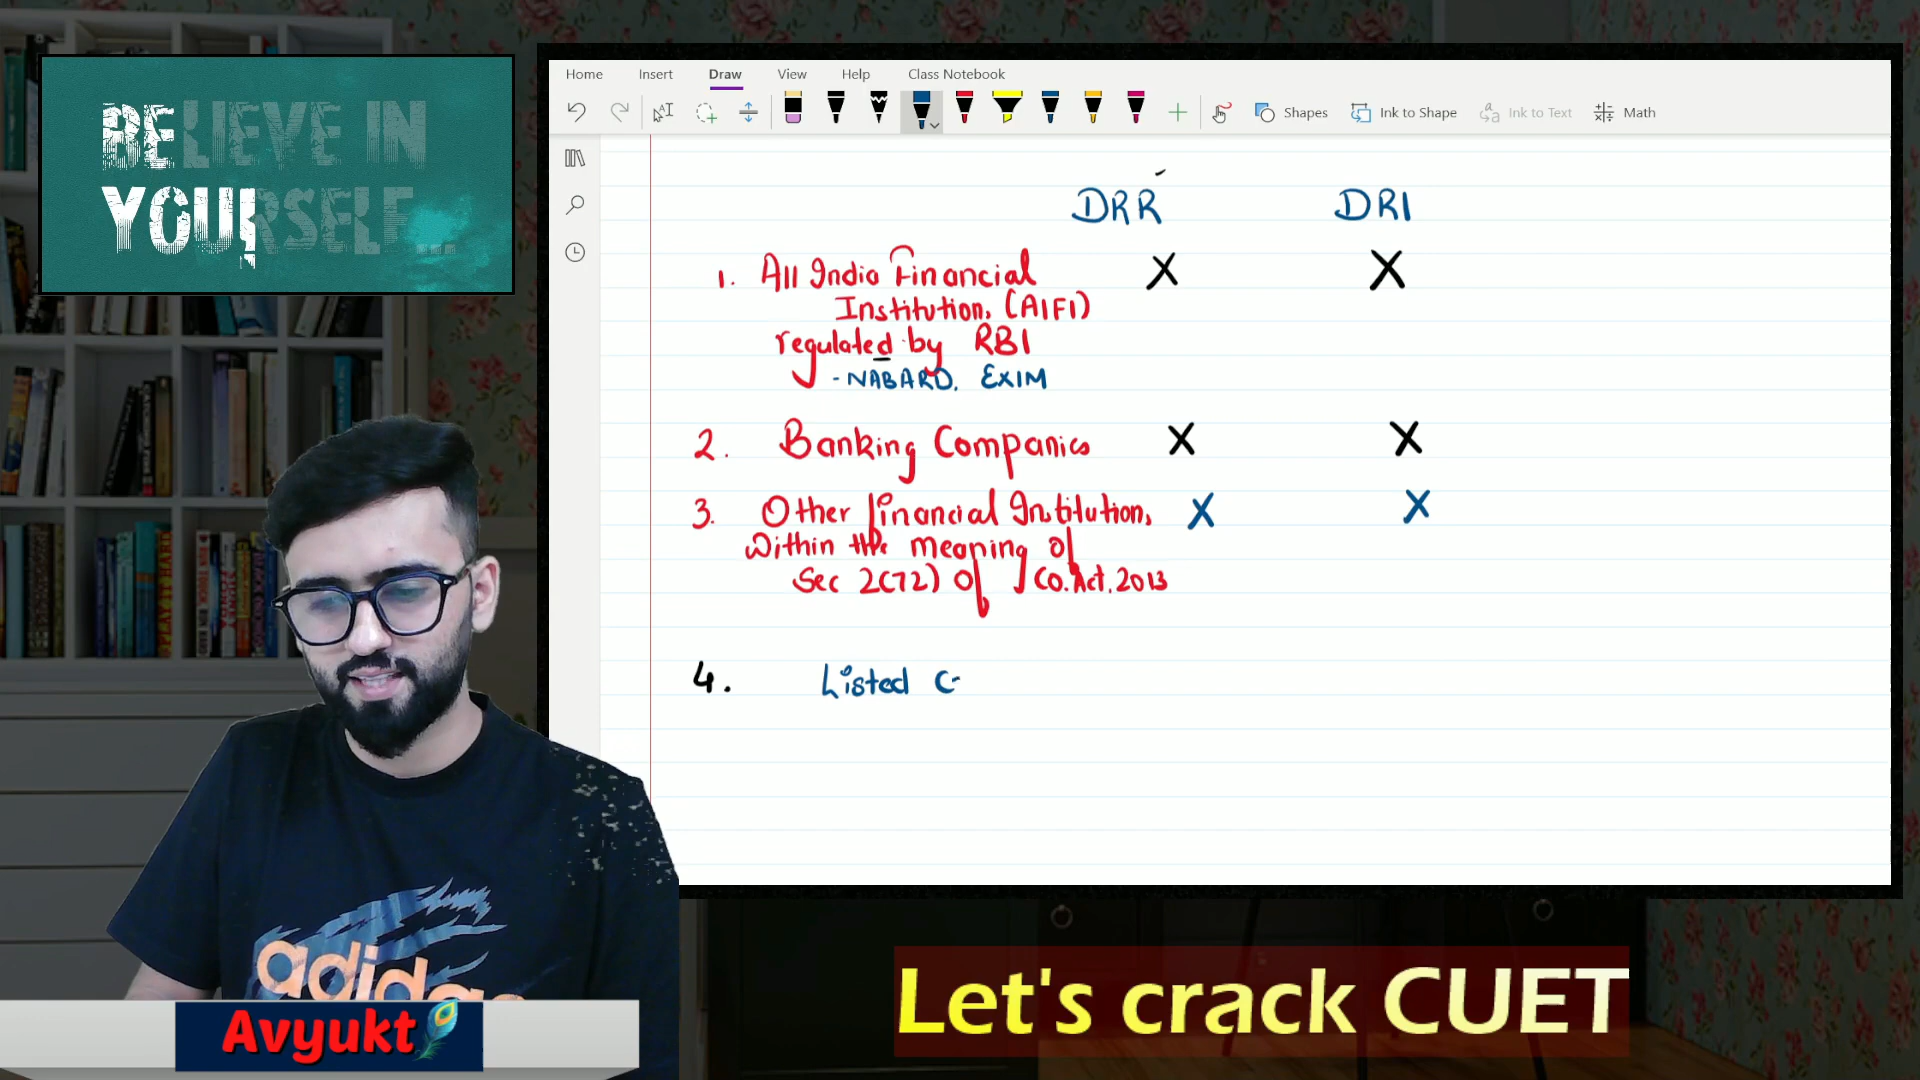 BELIEVE IN
YOURSELF...
Home Insert Draw View Help Class Notebook
Shapes Ink to Shape Ink to Text Math
DRR DRI
1. All India Financial X X
Institution, (AIFI)
regulated by RBI
- NABARD. EXIM
2. Banking Companies X X
3. Other financial Institution, X X
within the meaning of
Sec 2(72) of Co. Act. 2013
4. Listed C
adidas
Avyukt
Let's crack CUET